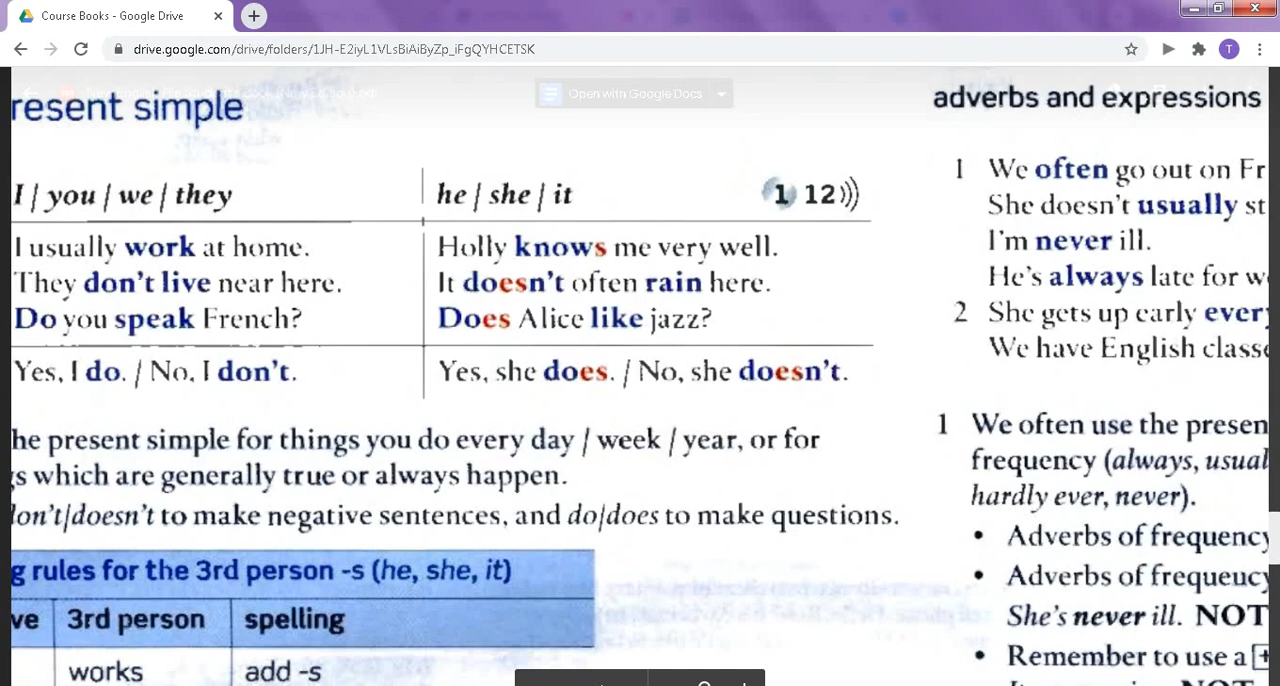 Course Books - Google Drive
drive.google.com/drive/folders/1JH-E2iyL1VLsBiAiByZp_iFgQYHCETSK
T
Open with Google Docs
resent simple
I / you / we / they
he / she / it
1 12
I usually work at home.
Holly knows me very well.
They don't live near here.
It doesn't often rain here.
Do you speak French?
Does Alice like jazz?
Yes, I do. / No, I don't.
Yes, she does. / No, she doesn't.
he present simple for things you do every day / week / year, or for
s which are generally true or always happen.
on't/doesn't to make negative sentences, and do/does to make questions.
g rules for the 3rd person -s (he, she, it)
ve 3rd person spelling
works add -s
adverbs and expressions
1 We often go out on Fr
She doesn't usually st
I'm never ill.
He's always late for w
2 She gets up early ever
We have English classe
1 We often use the presen
frequency (always, usual
hardly ever, never).
• Adverbs of frequency
• Adverbs of frequency
She's never ill. NOT
• Remember to use a +